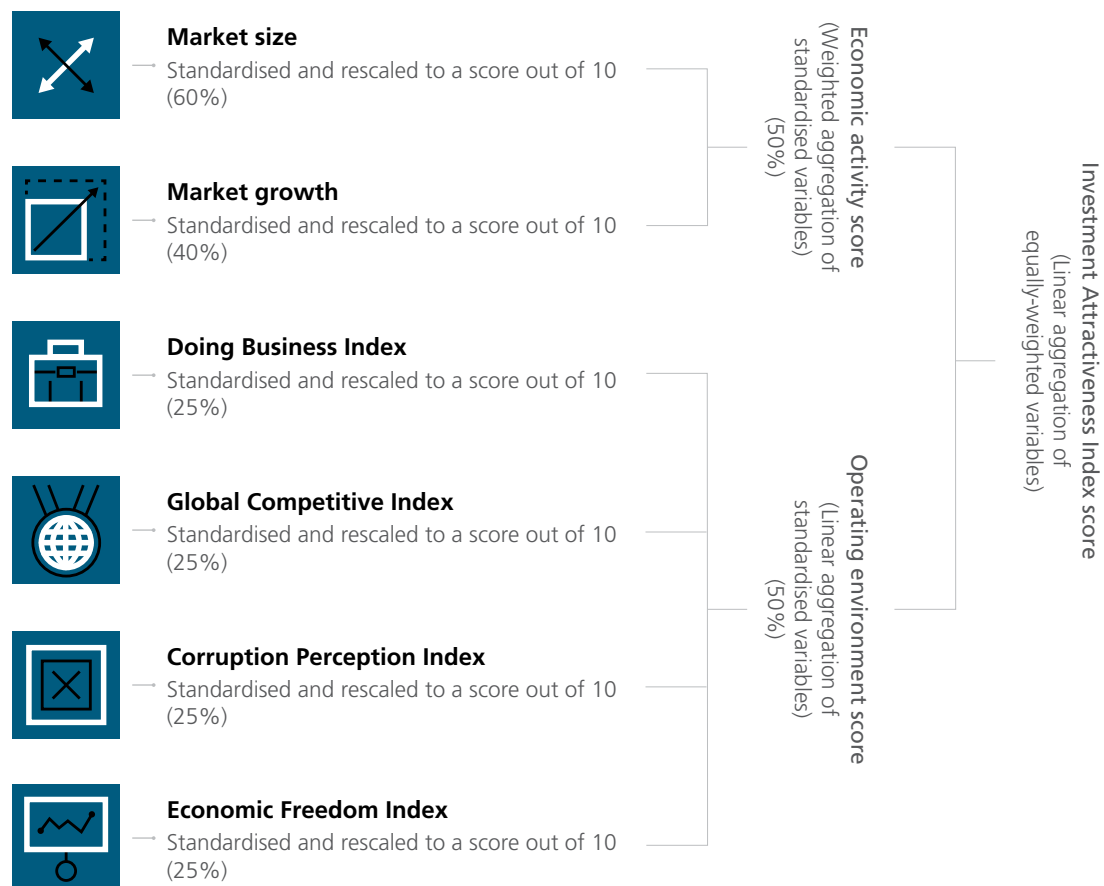 Market size
Standardised and rescaled to a score out of 10
(60%)
Market growth
Standardised and rescaled to a score out of 10
(40%)
Doing Business Index
Standardised and rescaled to a score out of 10
(25%)
Global Competitive Index
Standardised and rescaled to a score out of 10
(25%)
Corruption Perception Index
Standardised and rescaled to a score out of 10
(25%)
Economic Freedom Index
Standardised and rescaled to a score out of 10
(25%)
Economic activity score
(Weighted aggregation of
standardised variables)
(50%)
Operating environment score
(Linear aggregation of
standardised variables)
(50%)
Investment Attractiveness Index score
(Linear aggregation of
equally-weighted variables)